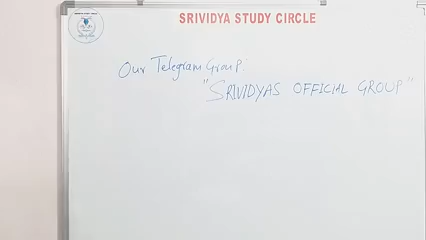 SRIVIDYA STUDY CIRCLE
Our Telegram Group.
"SRIVIDYAS OFFICIAL GROUP"